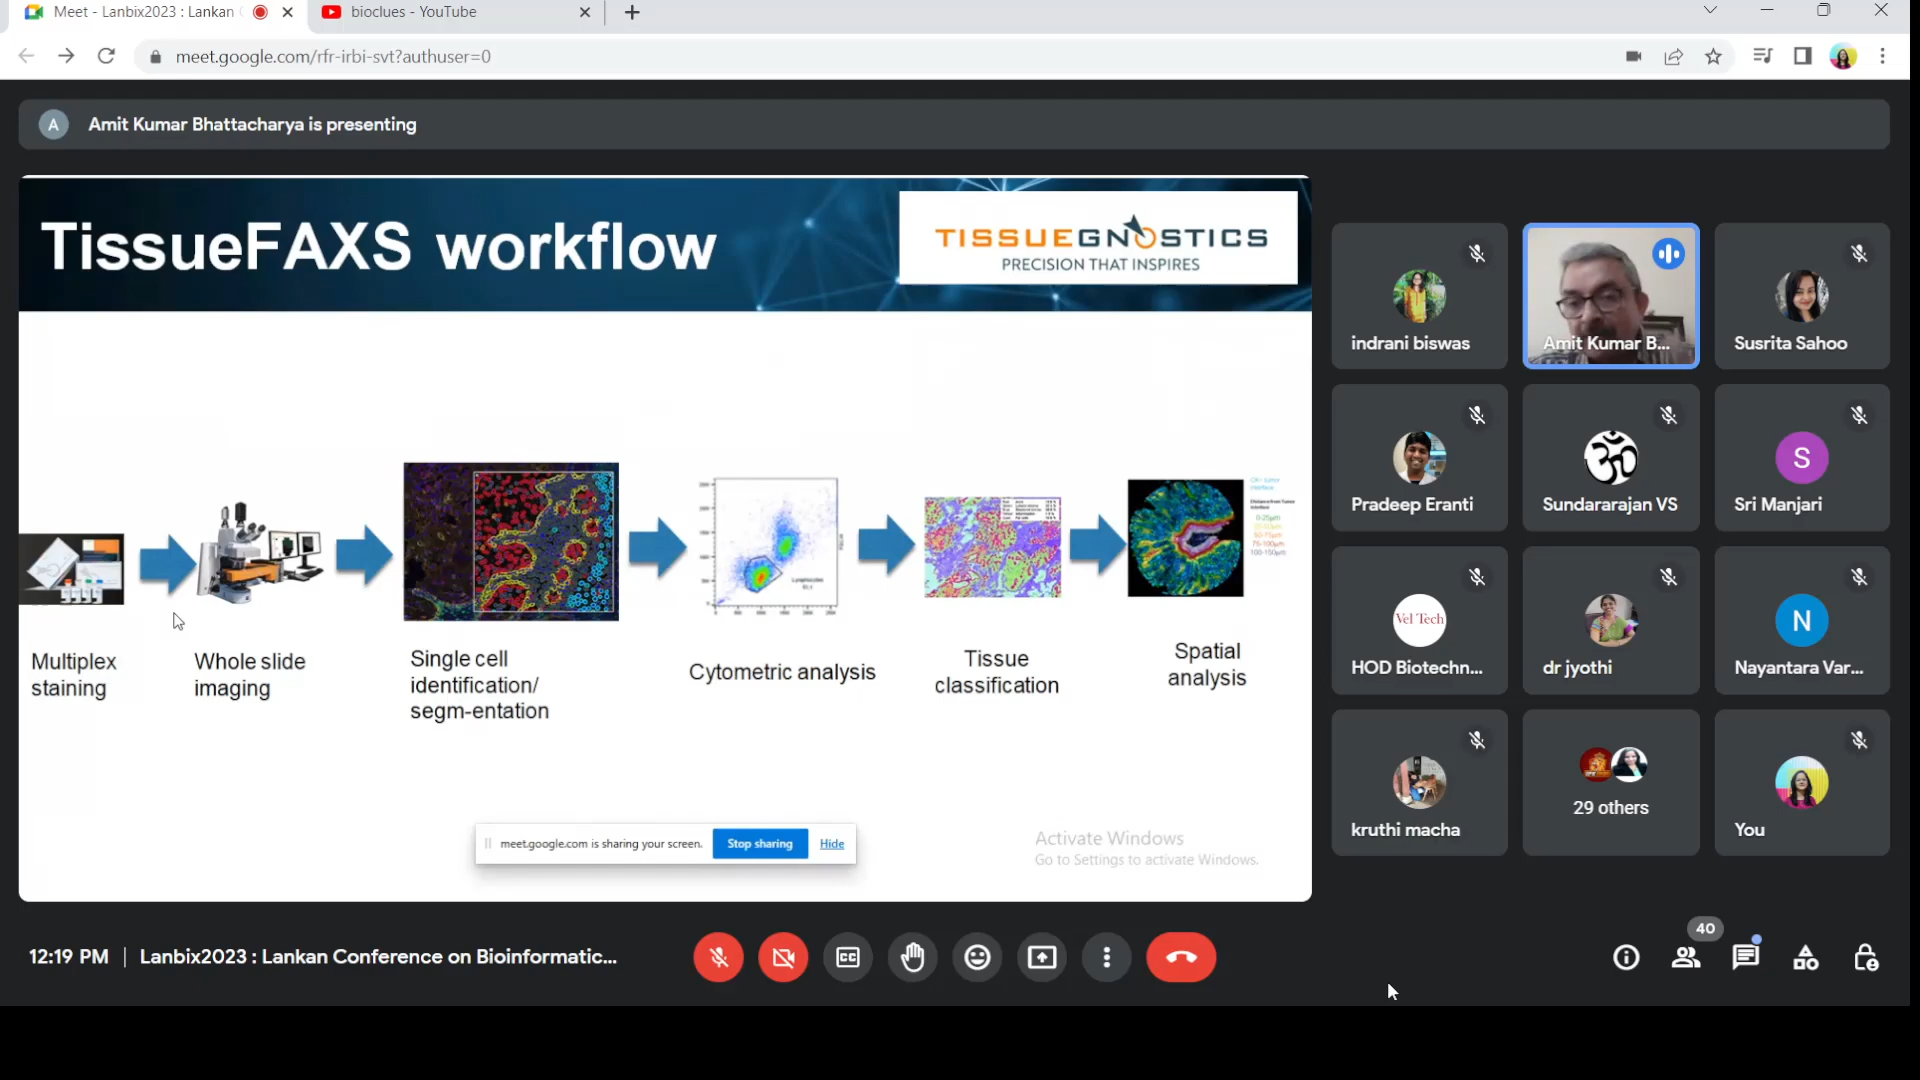 Meet - Lanbix2023 : Lankan
bioclues - YouTube
meet.google.com/rfr-irbi-svt?authuser=0
A
Amit Kumar Bhattacharya is presenting
TissueFAXS workflow
TISSUEGNOSTICS
PRECISION THAT INSPIRES
Multiplex
staining
Whole slide
imaging
Single cell
identification/
segm-entation
Cytometric analysis
Tissue
classification
Spatial
analysis
meet.google.com is sharing your screen.
Stop sharing
Hide
Activate Windows
Go to Settings to activate Windows.
indrani biswas
Amit Kumar B...
Susrita Sahoo
Pradeep Eranti
Sundararajan VS
S
Sri Manjari
Vel Tech
HOD Biotechn...
dr jyothi
N
Nayantara Var...
kruthi macha
29 others
You
12:19 PM
Lanbix2023 : Lankan Conference on Bioinformatic...
CC
40